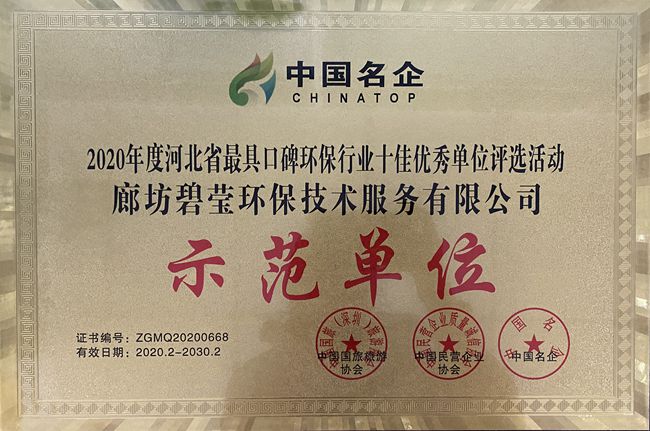 中国名企
CHINATOP
2020年度河北省最具口碑环保行业十佳优秀单位评选活动
廊坊碧莹环保技术服务有限公司
示范单位
证书编号：ZGMQ20200668
有效日期：2020.2-2030.2
中国国旅旅游
协会
中国民营企业
协会
中国名企
中国名企